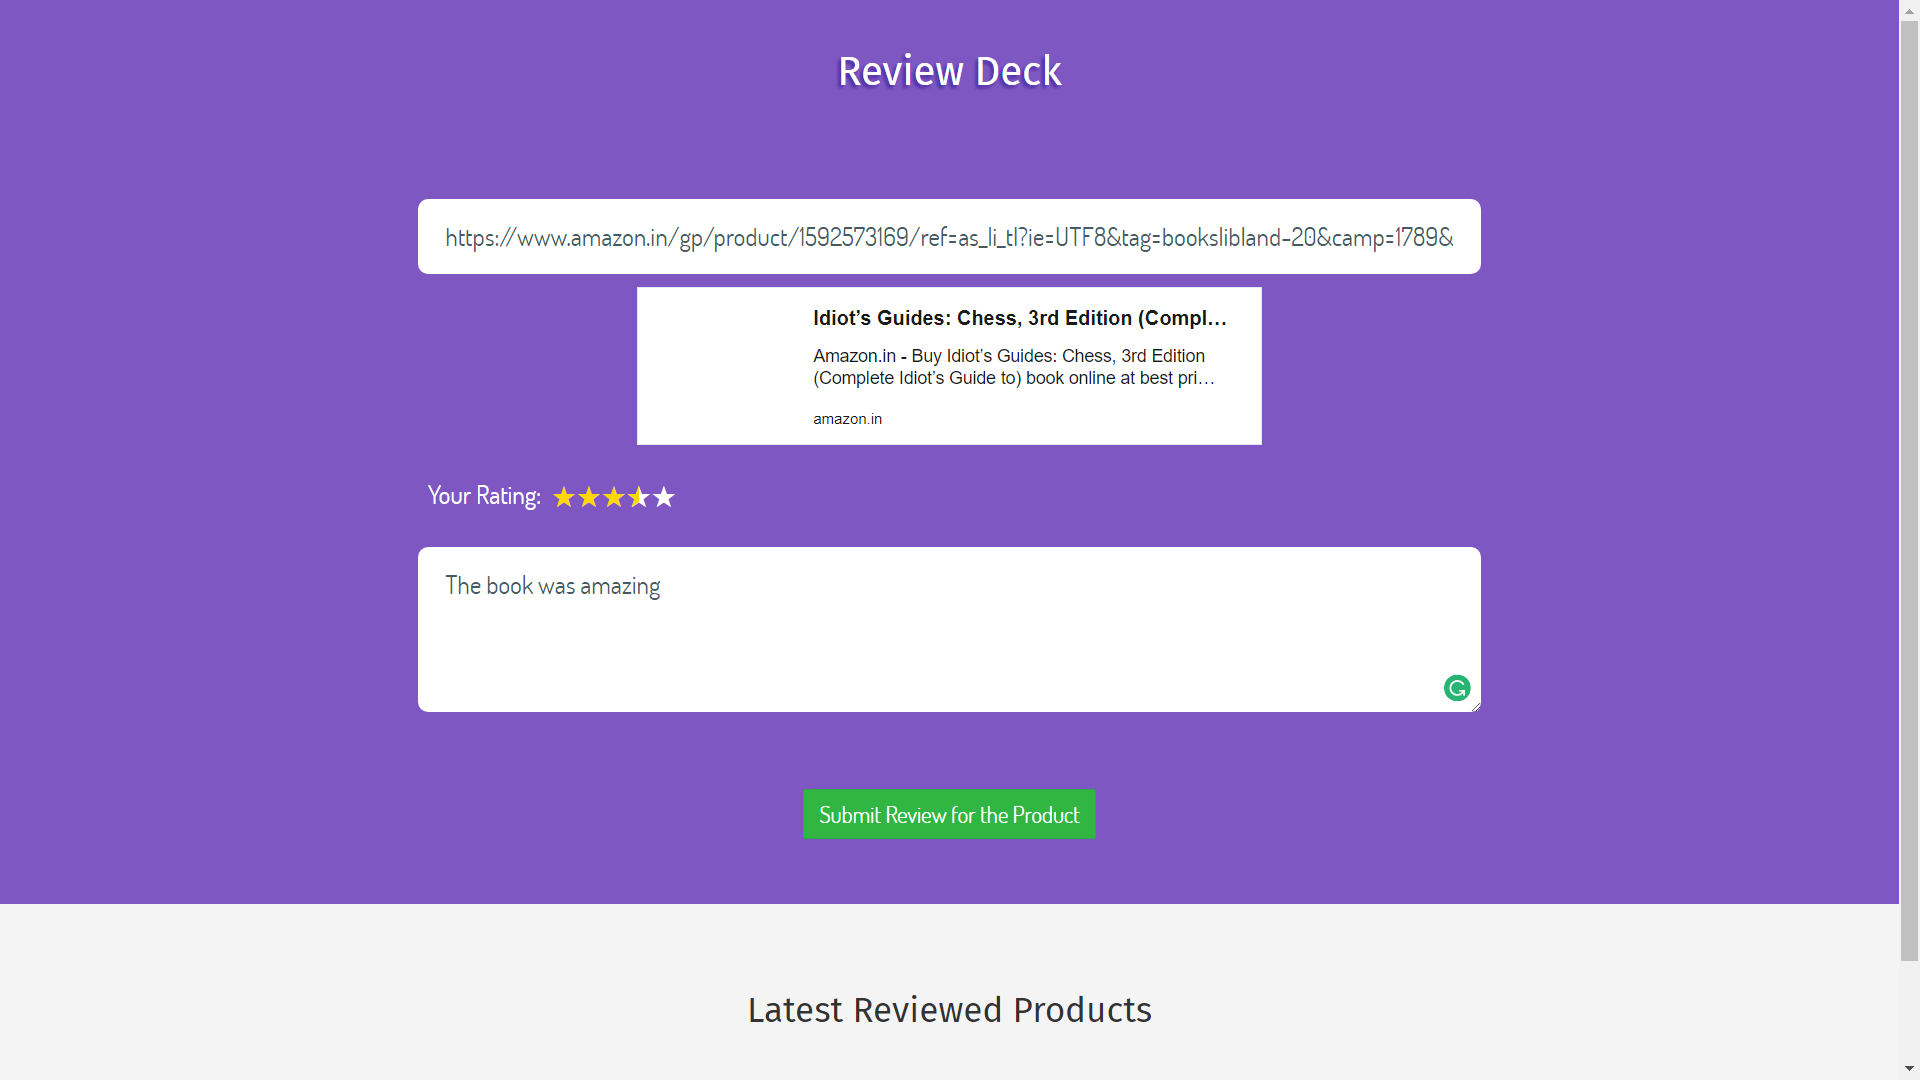 Review Deck
https://www.amazon.in/gp/product/1592573169/ref=as_li_tl?ie=UTF8&tag=bookslibland-20&camp=1789&
Idiot’s Guides: Chess, 3rd Edition (Compl…
Amazon.in - Buy Idiot’s Guides: Chess, 3rd Edition
(Complete Idiot’s Guide to) book online at best pri…
amazon.in
Your Rating:
The book was amazing
Submit Review for the Product
Latest Reviewed Products